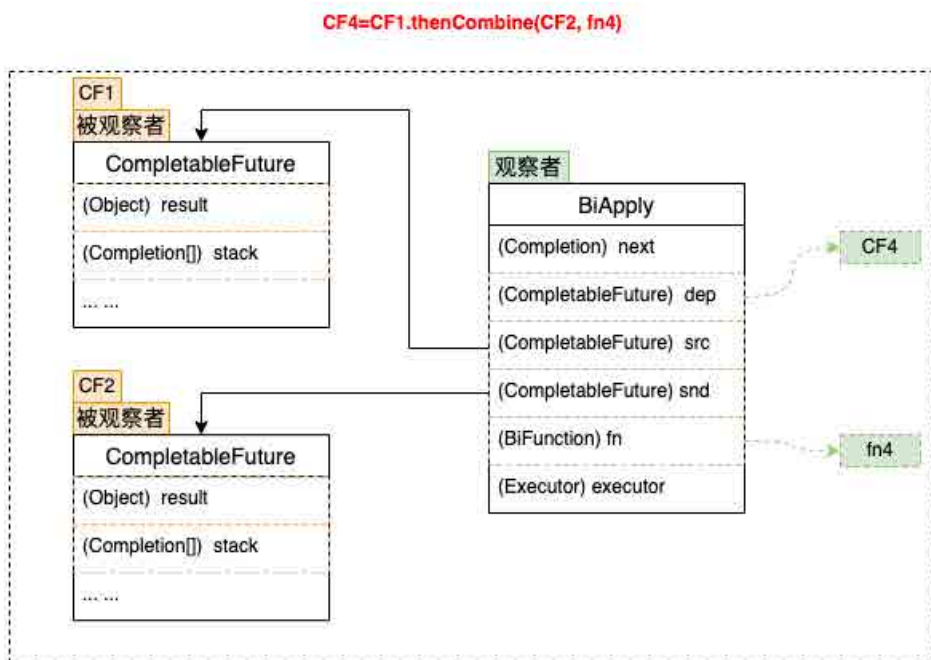 CF4=CF1.thenCombine(CF2, fn4)
CF1
被观察者
CompletableFuture
(Object) result
(Completion[]) stack
... ...
CF2
被观察者
CompletableFuture
(Object) result
(Completion[]) stack
... ...
观察者
BiApply
(Completion) next
(CompletableFuture) dep
(CompletableFuture) src
(CompletableFuture) snd
(BiFunction) fn
(Executor) executor
CF4
fn4